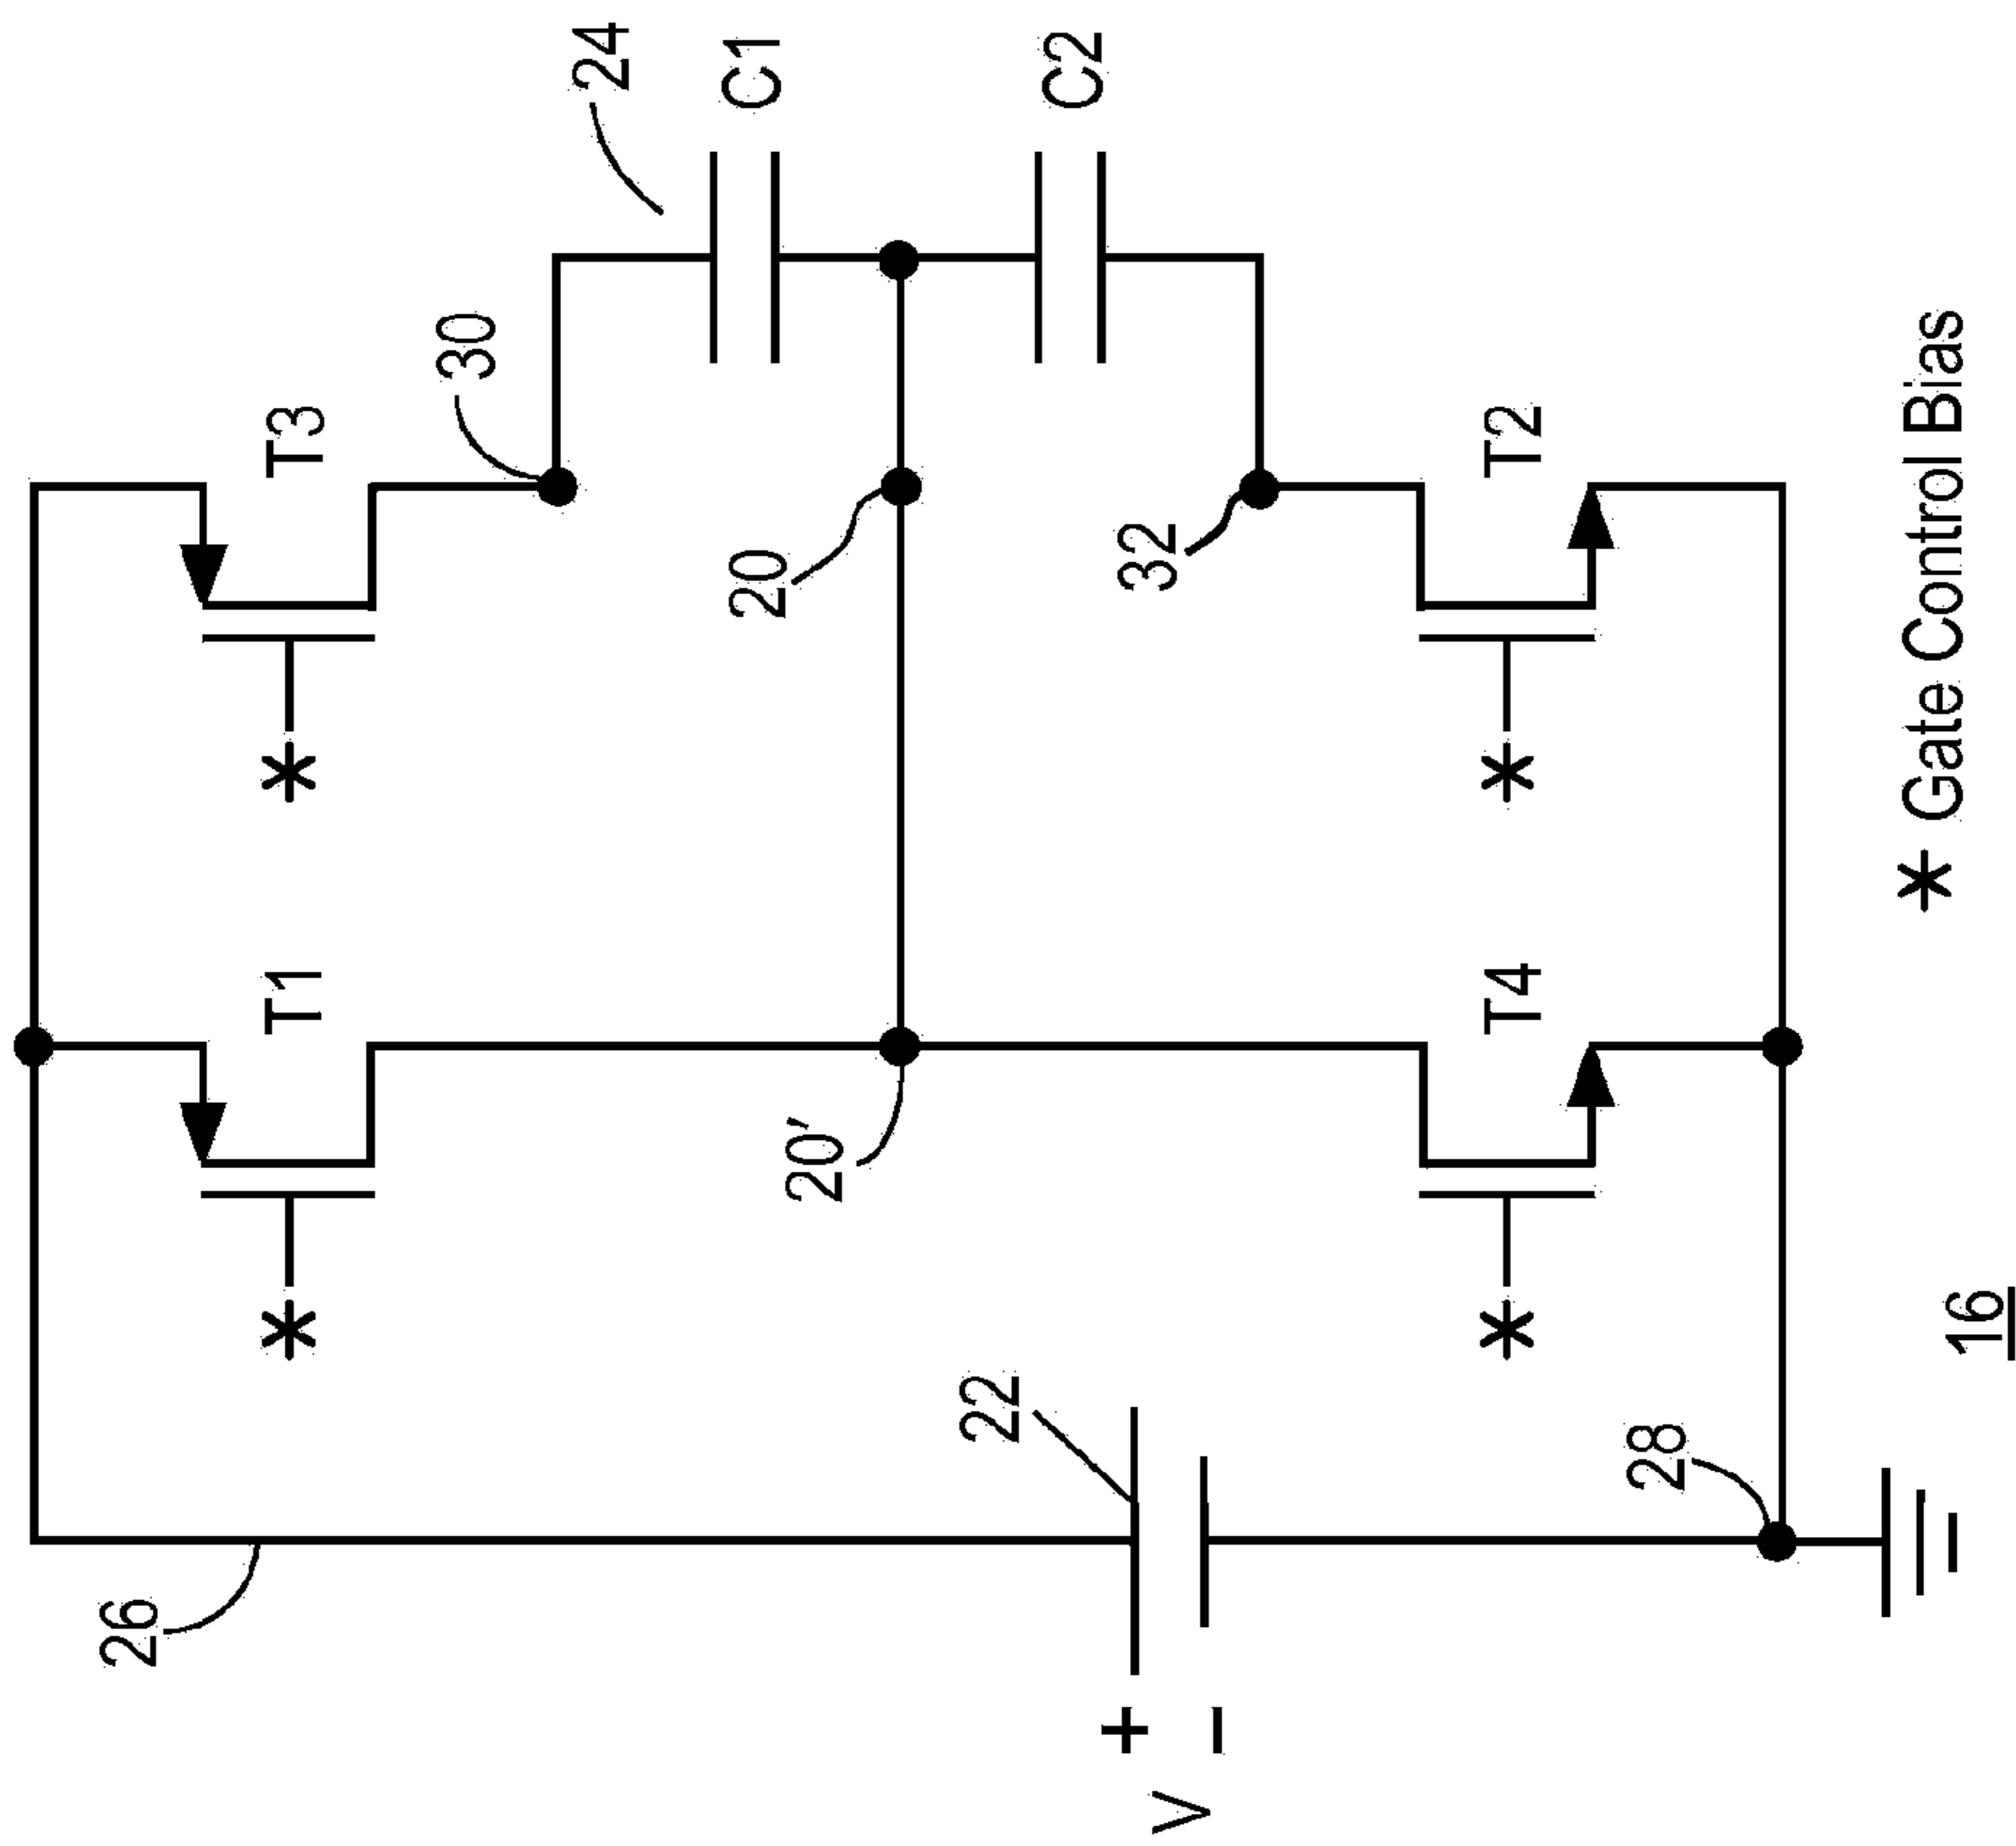 24
C1
C2
T3
30
20
32
T2
T1
20′
T4
22
26
28
V
+
−
16
* Gate Control Bias
*
*
*
*